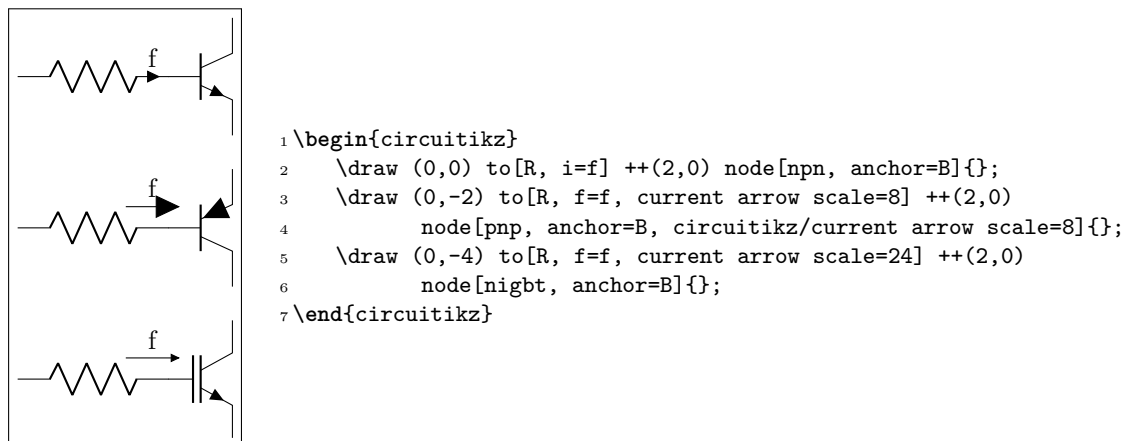 f
f
f
1 \begin{circuitikz}
2     \draw (0,0) to[R, i=f] ++(2,0) node[npn, anchor=B]{};
3     \draw (0,-2) to[R, f=f, current arrow scale=8] ++(2,0)
4           node[pnp, anchor=B, circuitikz/current arrow scale=8]{};
5     \draw (0,-4) to[R, f=f, current arrow scale=24] ++(2,0)
6           node[nigbt, anchor=B]{};
7 \end{circuitikz}